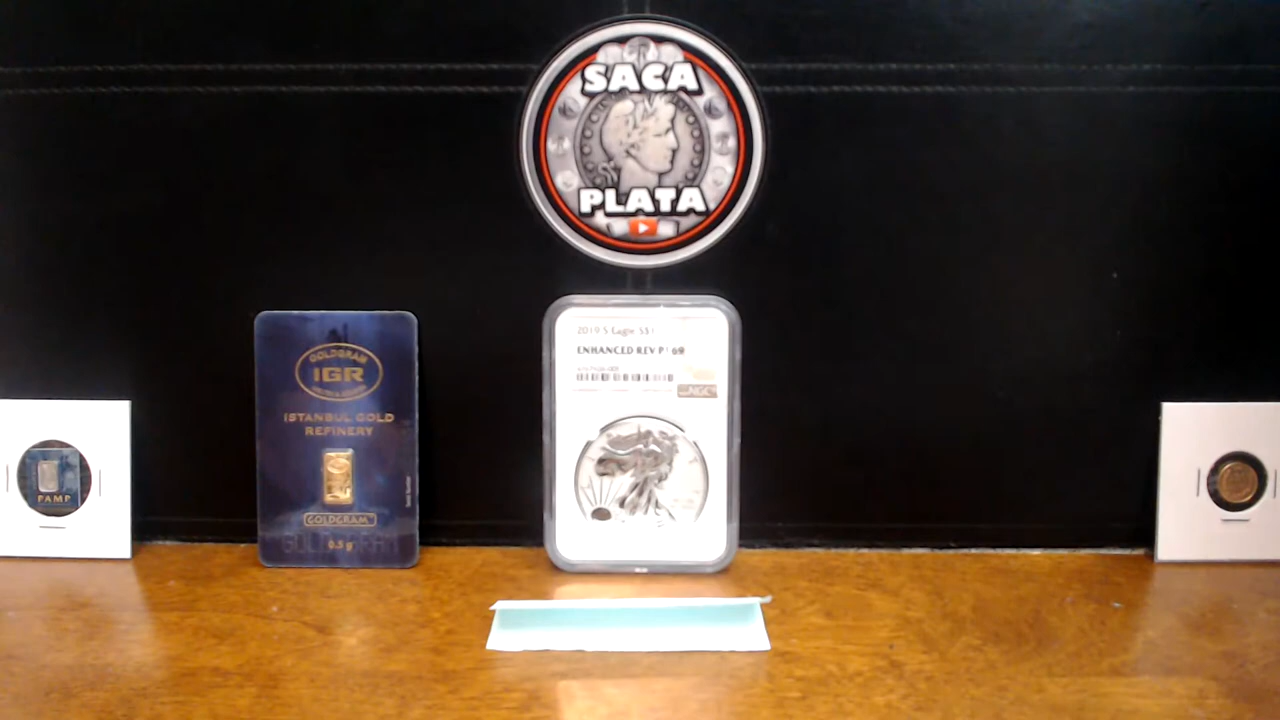 SACA
PLATA
GOLDGRAM
IGR
ISTANBUL GOLD
REFINERY
GOLDGRAM
0.5 g
2019 S Eagle S$1
ENHANCED REV PF 69
NGC
PAMP